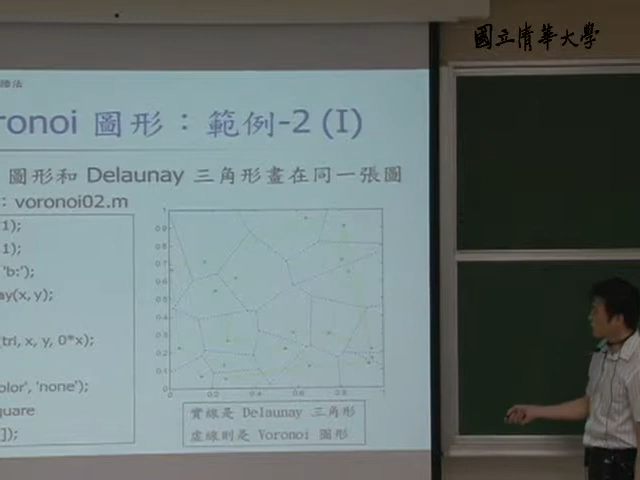 國立清華大學
ronoi 圖形：範例-2 (I)
圖形和 Delaunay 三角形畫在同一張圖
: voronoi02.m
1);
1);
'b:');
ay(x, y);
(tri, x, y, 0*x);
olor', 'none');
quare
]);
實線是 Delaunay 三角形
虛線則是 Voronoi 圖形